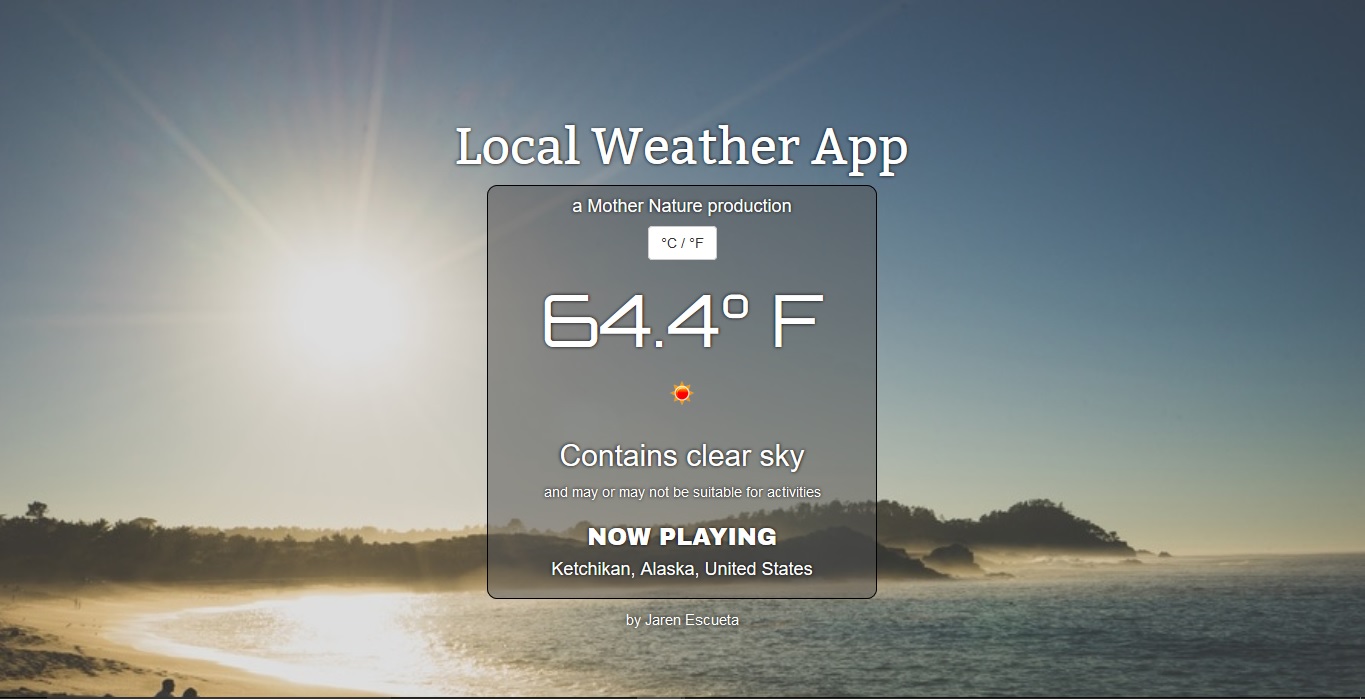 Local Weather App
a Mother Nature production
°C / °F
64.4° F
Contains clear sky
and may or may not be suitable for activities
NOW PLAYING
Ketchikan, Alaska, United States
by Jaren Escueta